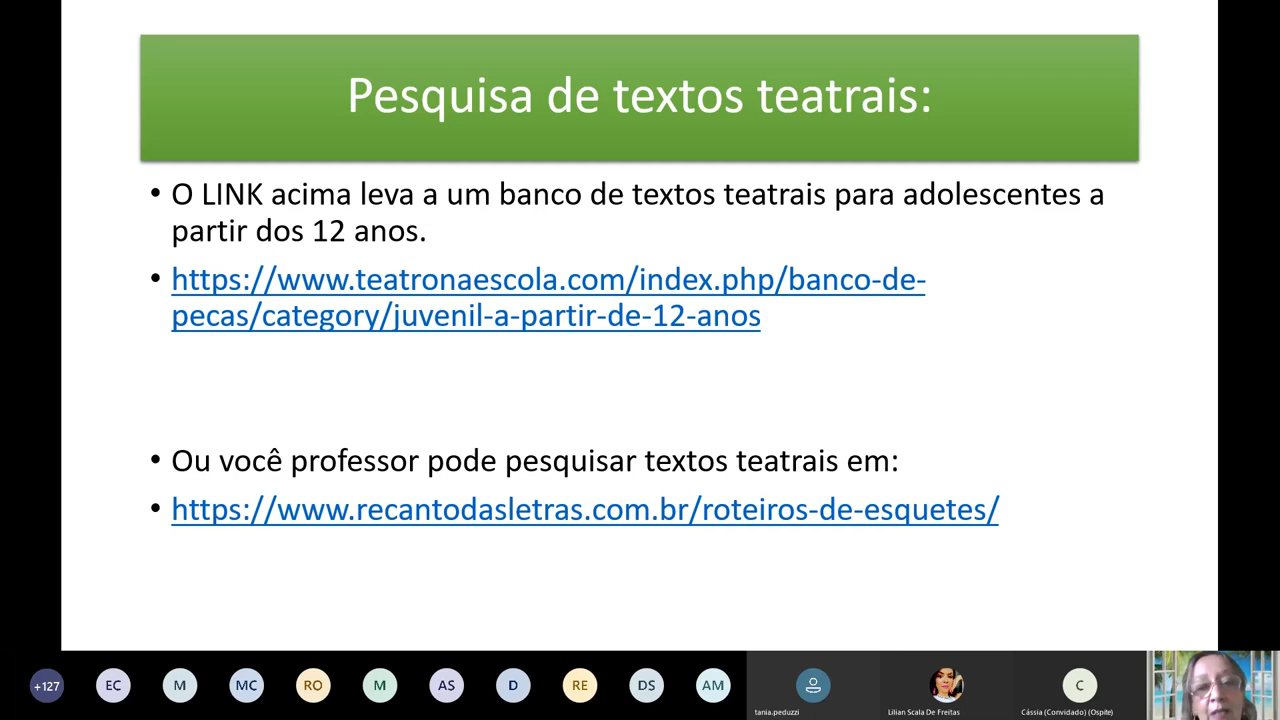 Pesquisa de textos teatrais:
• O LINK acima leva a um banco de textos teatrais para adolescentes a
partir dos 12 anos.
• https://www.teatronaescola.com/index.php/banco-de-
pecas/category/juvenil-a-partir-de-12-anos
• Ou você professor pode pesquisar textos teatrais em:
• https://www.recantodasletras.com.br/roteiros-de-esquetes/
+127 EC M MC RO M AS D RE DS AM C
tania.peduzzi Lilian Scala De Freitas Cássia (Convidado) (Ospite)